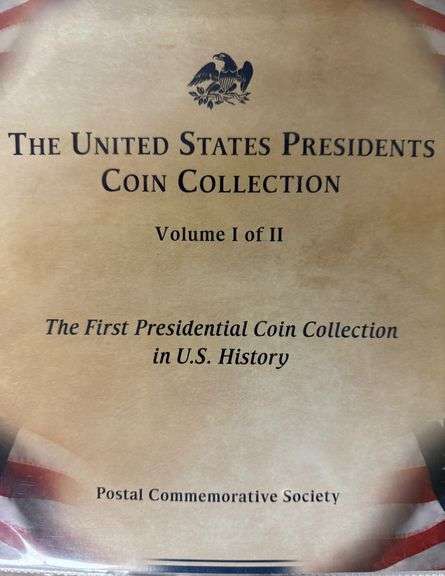 THE UNITED STATES PRESIDENTS
COIN COLLECTION
Volume I of II
The First Presidential Coin Collection
in U.S. History
Postal Commemorative Society